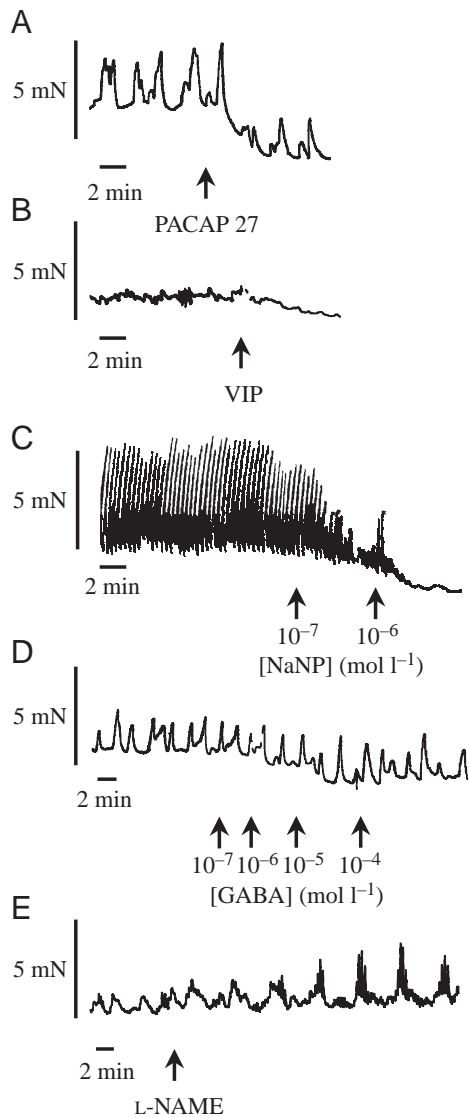 A
5 mN
2 min
PACAP 27
B
5 mN
2 min
VIP
C
5 mN
2 min
10⁻⁷ 10⁻⁶
[NaNP] (mol l⁻¹)
D
5 mN
2 min
10⁻⁷ 10⁻⁶ 10⁻⁵ 10⁻⁴
[GABA] (mol l⁻¹)
E
5 mN
2 min
L-NAME